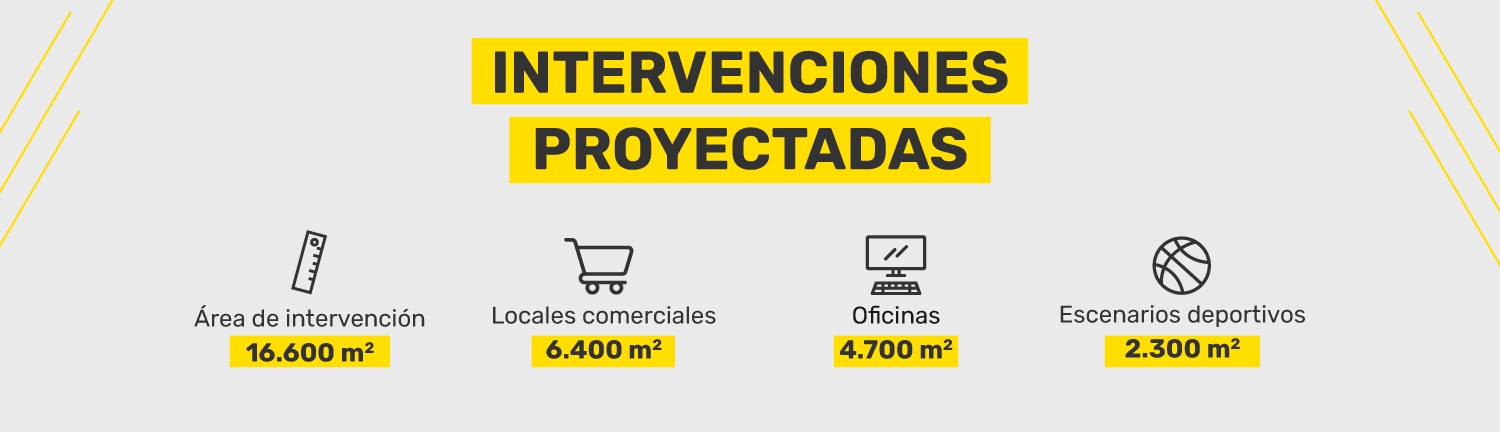 INTERVENCIONES
PROYECTADAS
Área de intervención
16.600 m²
Locales comerciales
6.400 m²
Oficinas
4.700 m²
Escenarios deportivos
2.300 m²